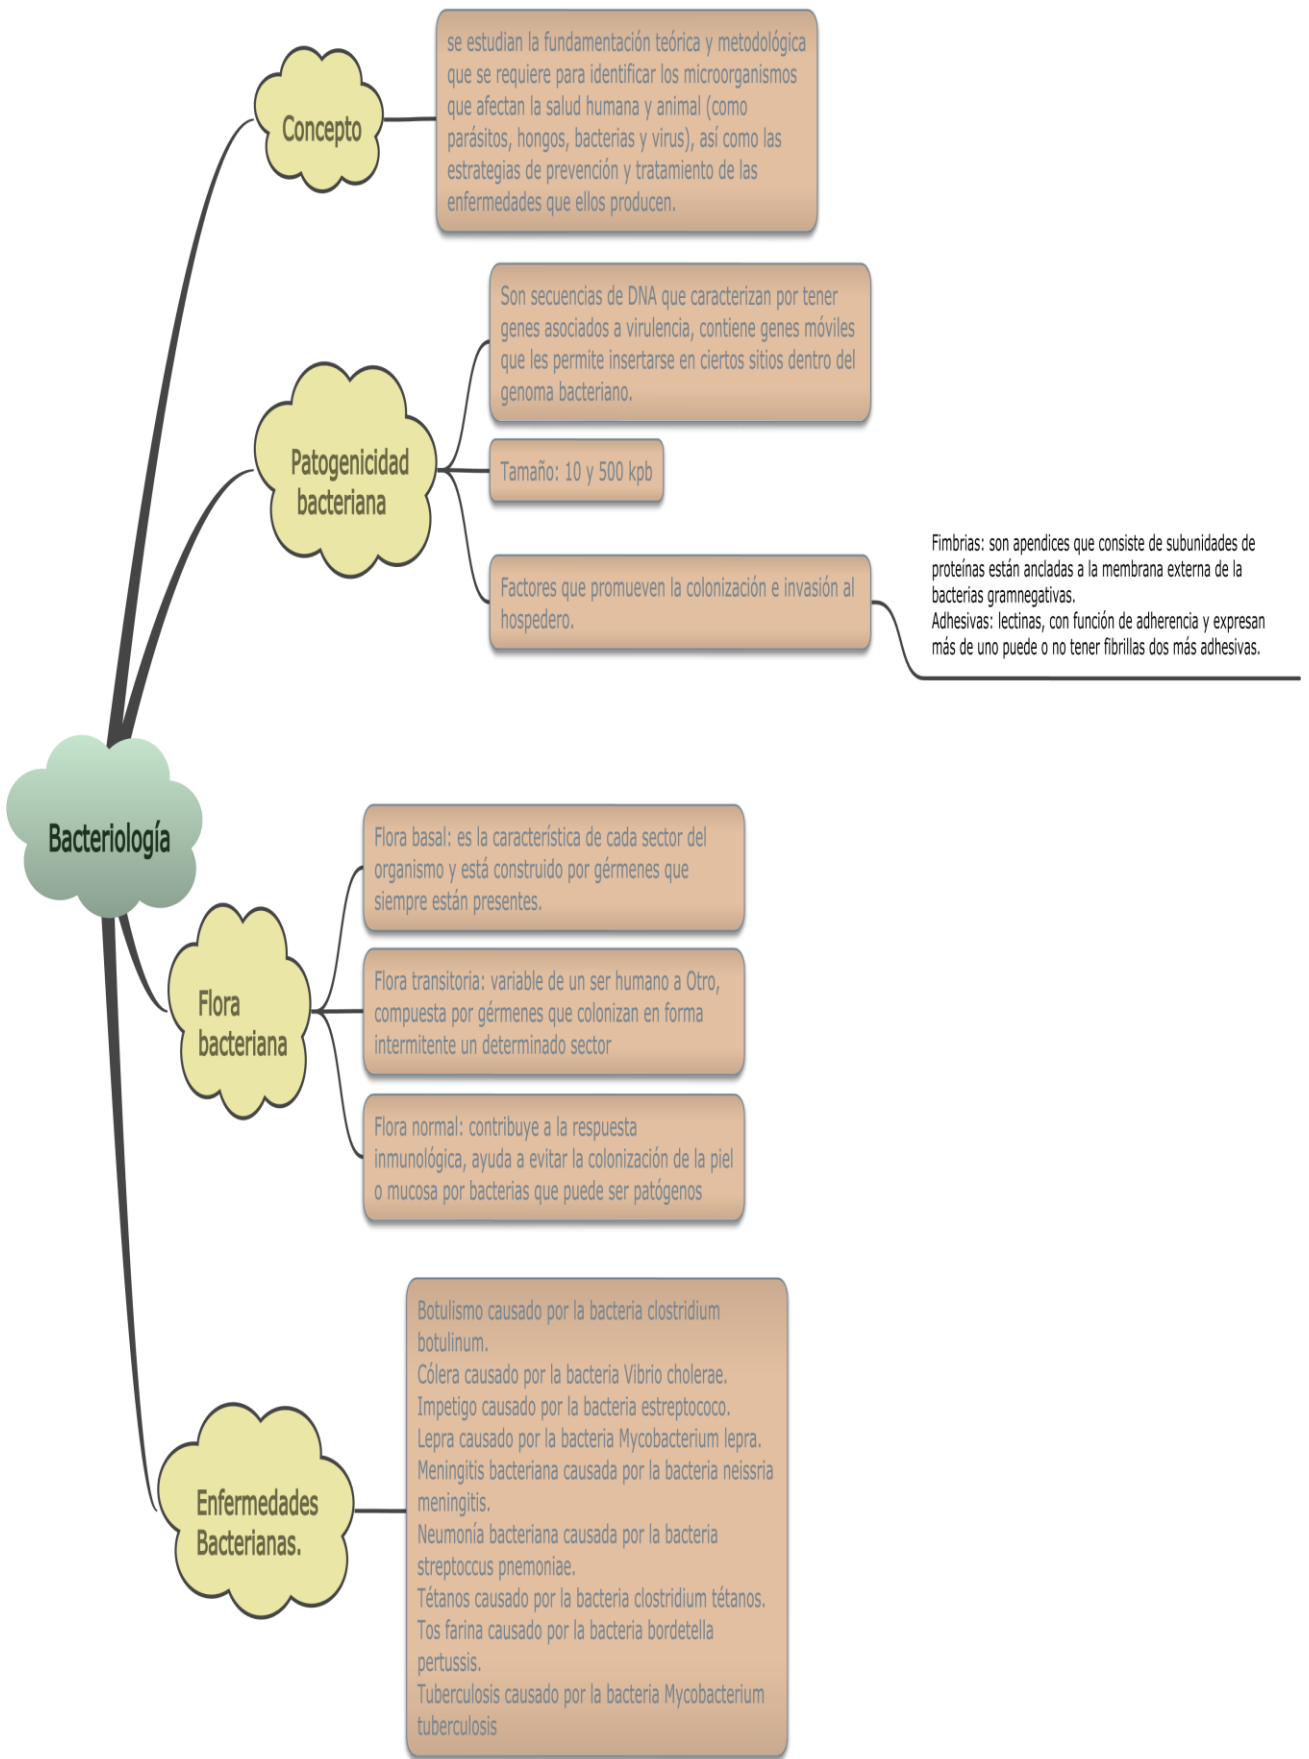 Bacteriología
Concepto
se estudian la fundamentación teórica y metodológica
que se requiere para identificar los microorganismos
que afectan la salud humana y animal (como
parásitos, hongos, bacterias y virus), así como las
estrategias de prevención y tratamiento de las
enfermedades que ellos producen.
Patogenicidad
bacteriana
Son secuencias de DNA que caracterizan por tener
genes asociados a virulencia, contiene genes móviles
que les permite insertarse en ciertos sitios dentro del
genoma bacteriano.
Tamaño: 10 y 500 kpb
Factores que promueven la colonización e invasión al
hospedero.
Fimbrias: son apendices que consiste de subunidades de
proteínas están ancladas a la membrana externa de la
bacterias gramnegativas.
Adhesivas: lectinas, con función de adherencia y expresan
más de uno puede o no tener fibrillas dos más adhesivas.
Flora
bacteriana
Flora basal: es la característica de cada sector del
organismo y está construido por gérmenes que
siempre están presentes.
Flora transitoria: variable de un ser humano a Otro,
compuesta por gérmenes que colonizan en forma
intermitente un determinado sector
Flora normal: contribuye a la respuesta
inmunológica, ayuda a evitar la colonización de la piel
o mucosa por bacterias que puede ser patógenos
Enfermedades
Bacterianas.
Botulismo causado por la bacteria clostridium
botulinum.
Cólera causado por la bacteria Vibrio cholerae.
Impetigo causado por la bacteria estreptococo.
Lepra causado por la bacteria Mycobacterium lepra.
Meningitis bacteriana causada por la bacteria neissria
meningitis.
Neumonía bacteriana causada por la bacteria
streptoccus pnemoniae.
Tétanos causado por la bacteria clostridium tétanos.
Tos farina causado por la bacteria bordetella
pertussis.
Tuberculosis causado por la bacteria Mycobacterium
tuberculosis